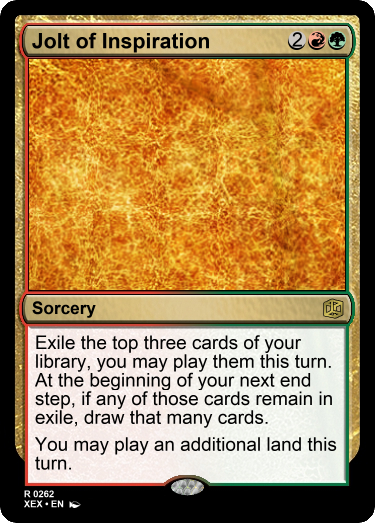 Jolt of Inspiration 2
Sorcery
Exile the top three cards of your
library, you may play them this turn.
At the beginning of your next end
step, if any of those cards remain in
exile, draw that many cards.
You may play an additional land this
turn.
R 0262
XEX • EN